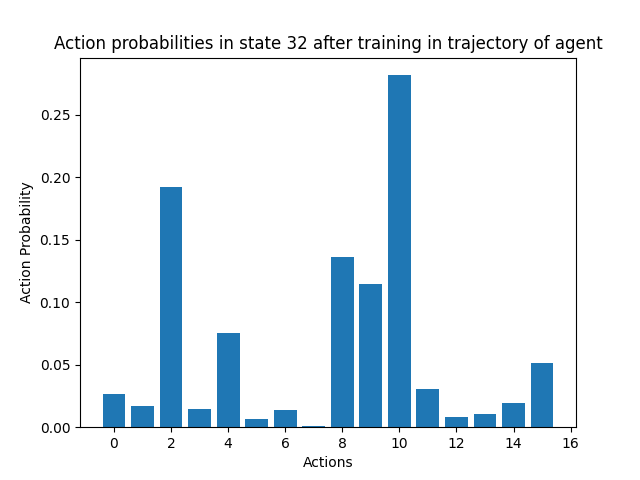 Action probabilities in state 32 after training in trajectory of agent
0.25
0.20
0.15
0.10
0.05
0.00
Action Probability
0 2 4 6 8 10 12 14 16
Actions